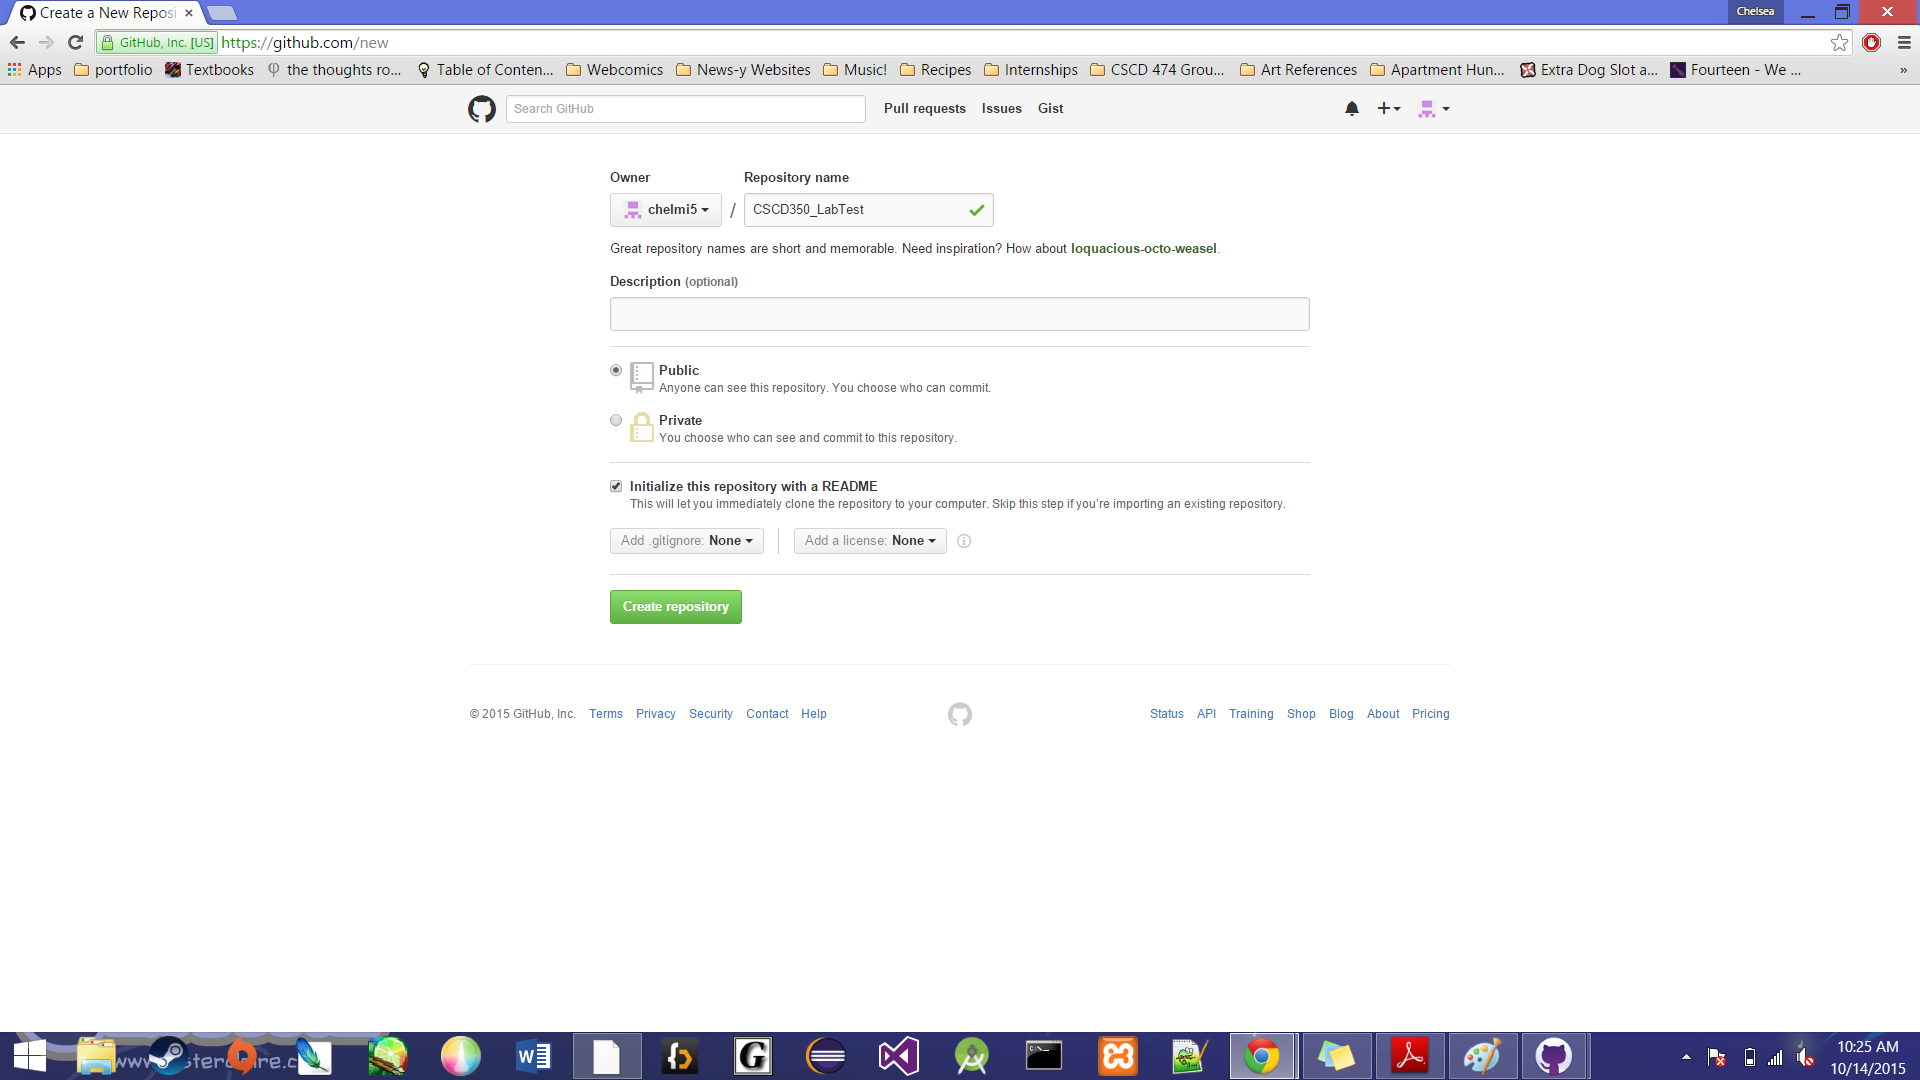 Create a New Reposi
Chelsea
GitHub, Inc. [US] https://github.com/new
Apps portfolio Textbooks the thoughts ro... Table of Conten... Webcomics News-y Websites Music! Recipes Internships CSCD 474 Grou... Art References Apartment Hun... Extra Dog Slot a... Fourteen - We ... »
Search GitHub Pull requests Issues Gist
Owner Repository name
chelmi5 / CSCD350_LabTest
Great repository names are short and memorable. Need inspiration? How about loquacious-octo-weasel.
Description (optional)
Public
Anyone can see this repository. You choose who can commit.
Private
You choose who can see and commit to this repository.
Initialize this repository with a README
This will let you immediately clone the repository to your computer. Skip this step if you’re importing an existing repository.
Add .gitignore: None Add a license: None
Create repository
© 2015 GitHub, Inc. Terms Privacy Security Contact Help Status API Training Shop Blog About Pricing
10:25 AM
10/14/2015